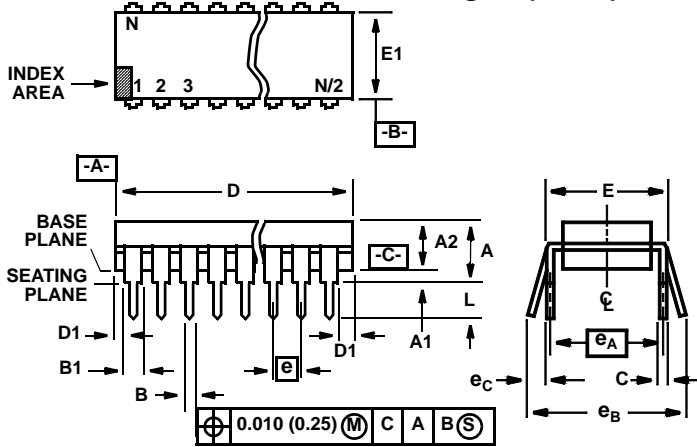 N
INDEX
AREA
1 2 3
N/2
E1
-B-
-A-
D
E
BASE
PLANE
A2
A
-C-
SEATING
PLANE
L
C
L
D1
D1
A1
eA
B1
e
eC
C
B
eB
0.010 (0.25) M C A B S